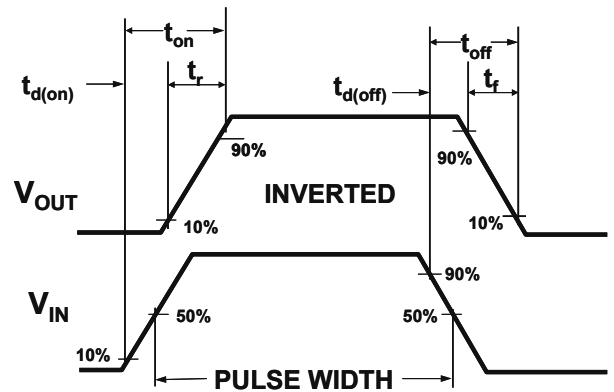 t_on
t_off
t_d(on)
t_r
t_d(off)
t_f
90%
90%
V_OUT
INVERTED
10%
10%
90%
V_IN
50%
50%
10%
PULSE WIDTH